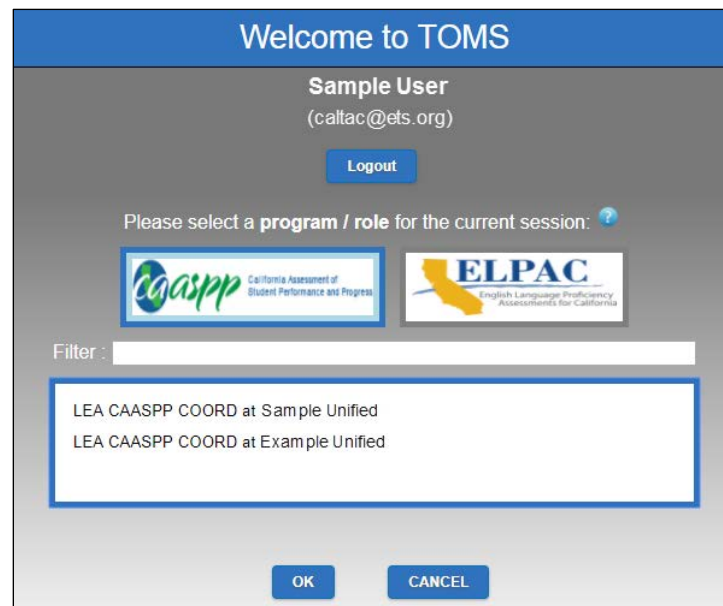 Welcome to TOMS
Sample User
(caltac@ets.org)
Logout
Please select a program / role for the current session: ?
caaspp California Assessment of
Student Performance and Progress
ELPAC
English Language Proficiency
Assessments for California
Filter :
LEA CAASPP COORD at Sample Unified
LEA CAASPP COORD at Example Unified
OK CANCEL